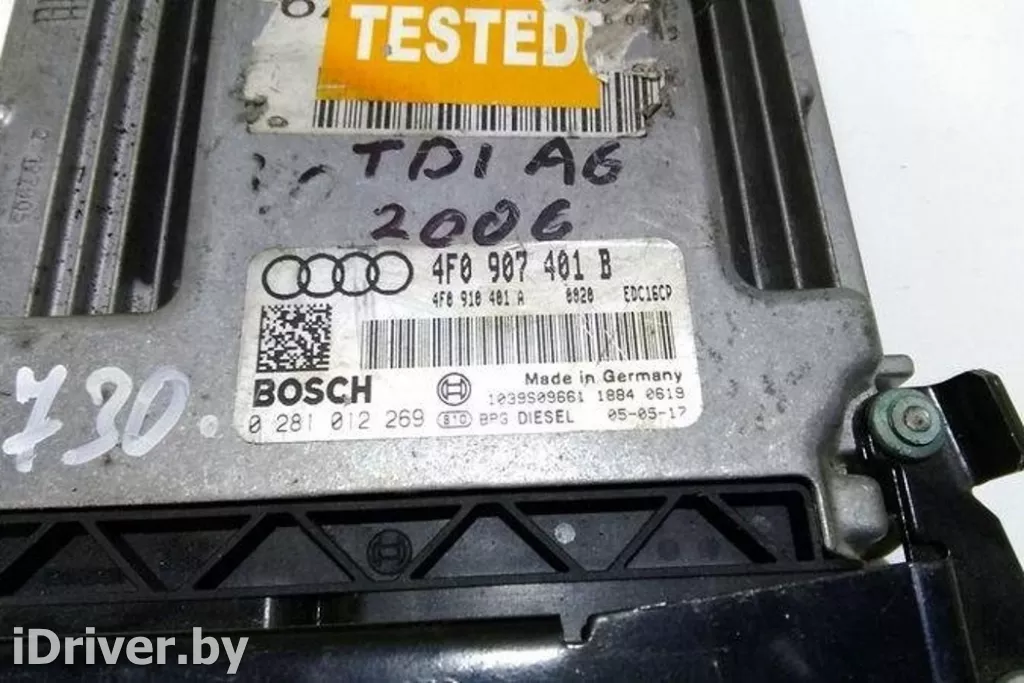 TESTED
TDI A6
2006
4F0 907 401 B
4F0 910 401 A 0020 EDC16CP
BOSCH
Made in Germany
1039S09661 1884 0619
0 281 012 269 810 BPG DIESEL 05-05-17
730.
iDriver.by